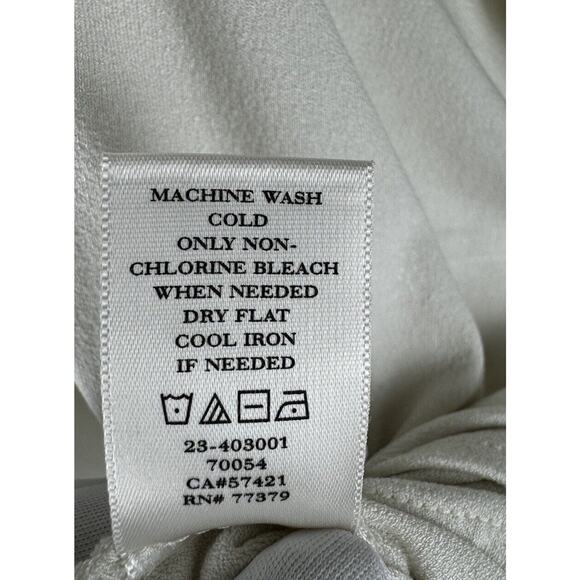 MACHINE WASH
COLD
ONLY NON-
CHLORINE BLEACH
WHEN NEEDED
DRY FLAT
COOL IRON
IF NEEDED
23-403001
70054
CA#57421
RN# 77379